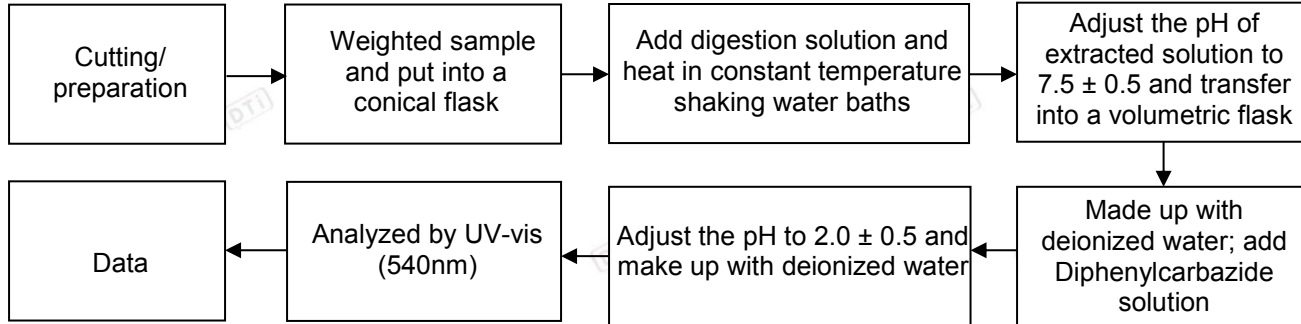 Cutting/
preparation
Weighted sample
and put into a
conical flask
Add digestion solution and
heat in constant temperature
shaking water baths
Adjust the pH of
extracted solution to
7.5 ± 0.5 and transfer
into a volumetric flask
Made up with
deionized water; add
Diphenylcarbazide
solution
Adjust the pH to 2.0 ± 0.5 and
make up with deionized water
Analyzed by UV-vis
(540nm)
Data
DTi